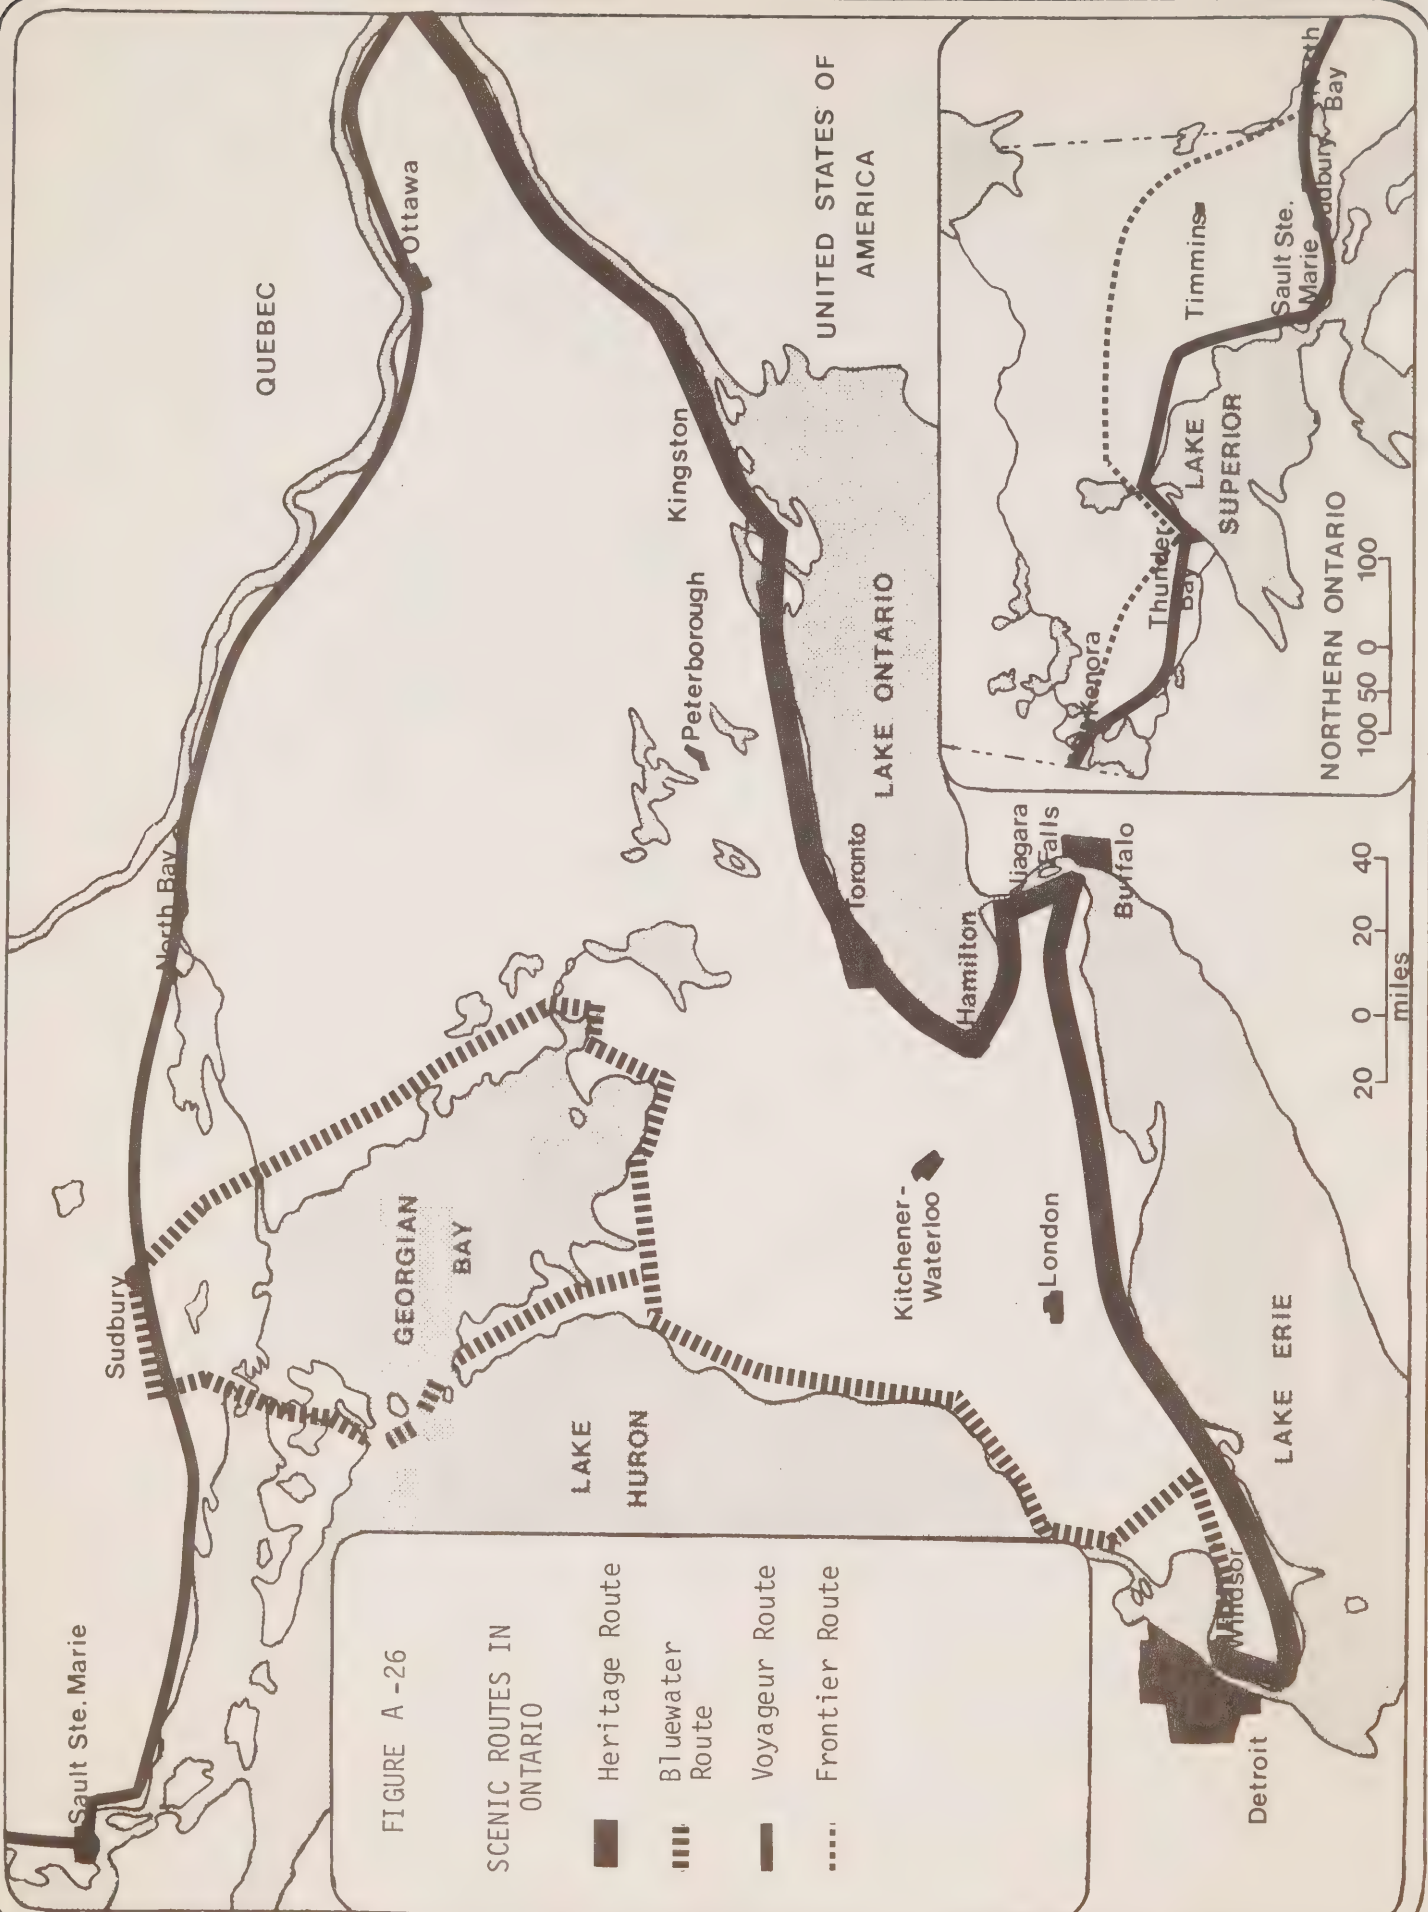 FIGURE A-26
SCENIC ROUTES IN
ONTARIO
Heritage Route
Bluewater
Route
Voyageur Route
Frontier Route
Sault Ste. Marie
Sudbury
North Bay
QUEBEC
Ottawa
GEORGIAN
BAY
LAKE
HURON
Peterborough
Kingston
UNITED STATES OF
AMERICA
Toronto
LAKE ONTARIO
Kitchener-
Waterloo
Hamilton
London
Falls
Buffalo
Windsor
Detroit
LAKE ERIE
20 0 20 40
miles
Kenora
Thunder
Bay
LAKE
SUPERIOR
Timmins
Sault Ste.
Marie
Sudbury
Bay
NORTHERN ONTARIO
100 50 0 100